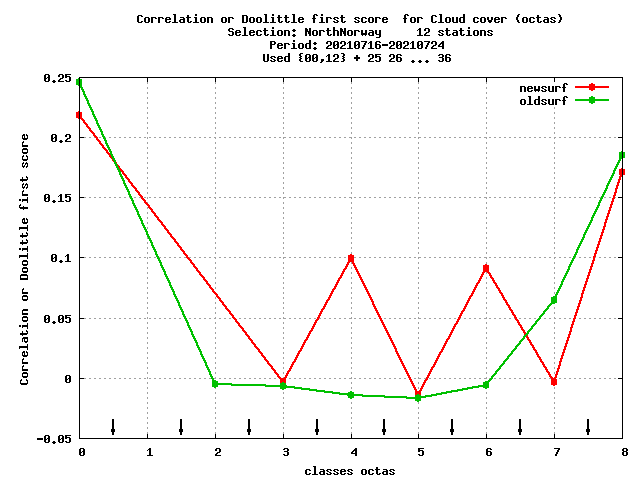 Correlation or Doolittle first score  for Cloud cover (octas)
Selection: NorthNorway     12 stations
Period: 20210716-20210724
Used {00,12} + 25 26 ... 36
newsurf
oldsurf
Correlation or Doolittle first score
0.25
0.2
0.15
0.1
0.05
0
-0.05
0 1 2 3 4 5 6 7 8
classes octas